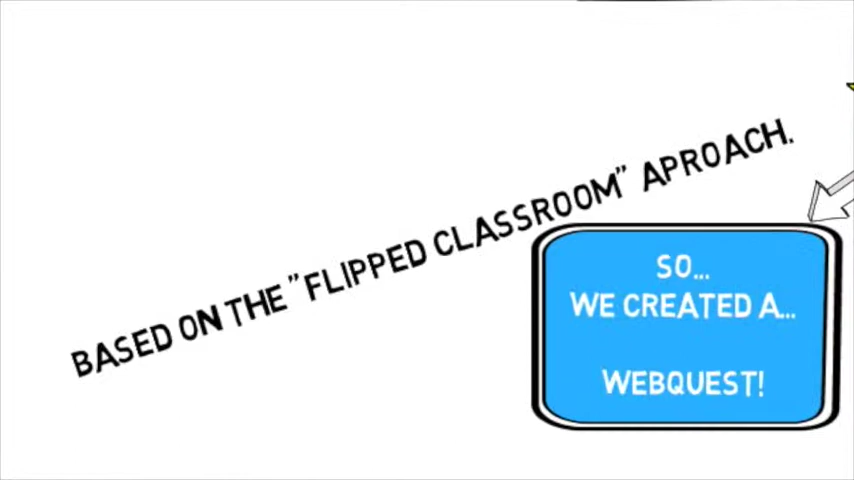 BASED ON THE "FLIPPED CLASSROOM" APROACH.
SO...
WE CREATED A...
WEBQUEST!